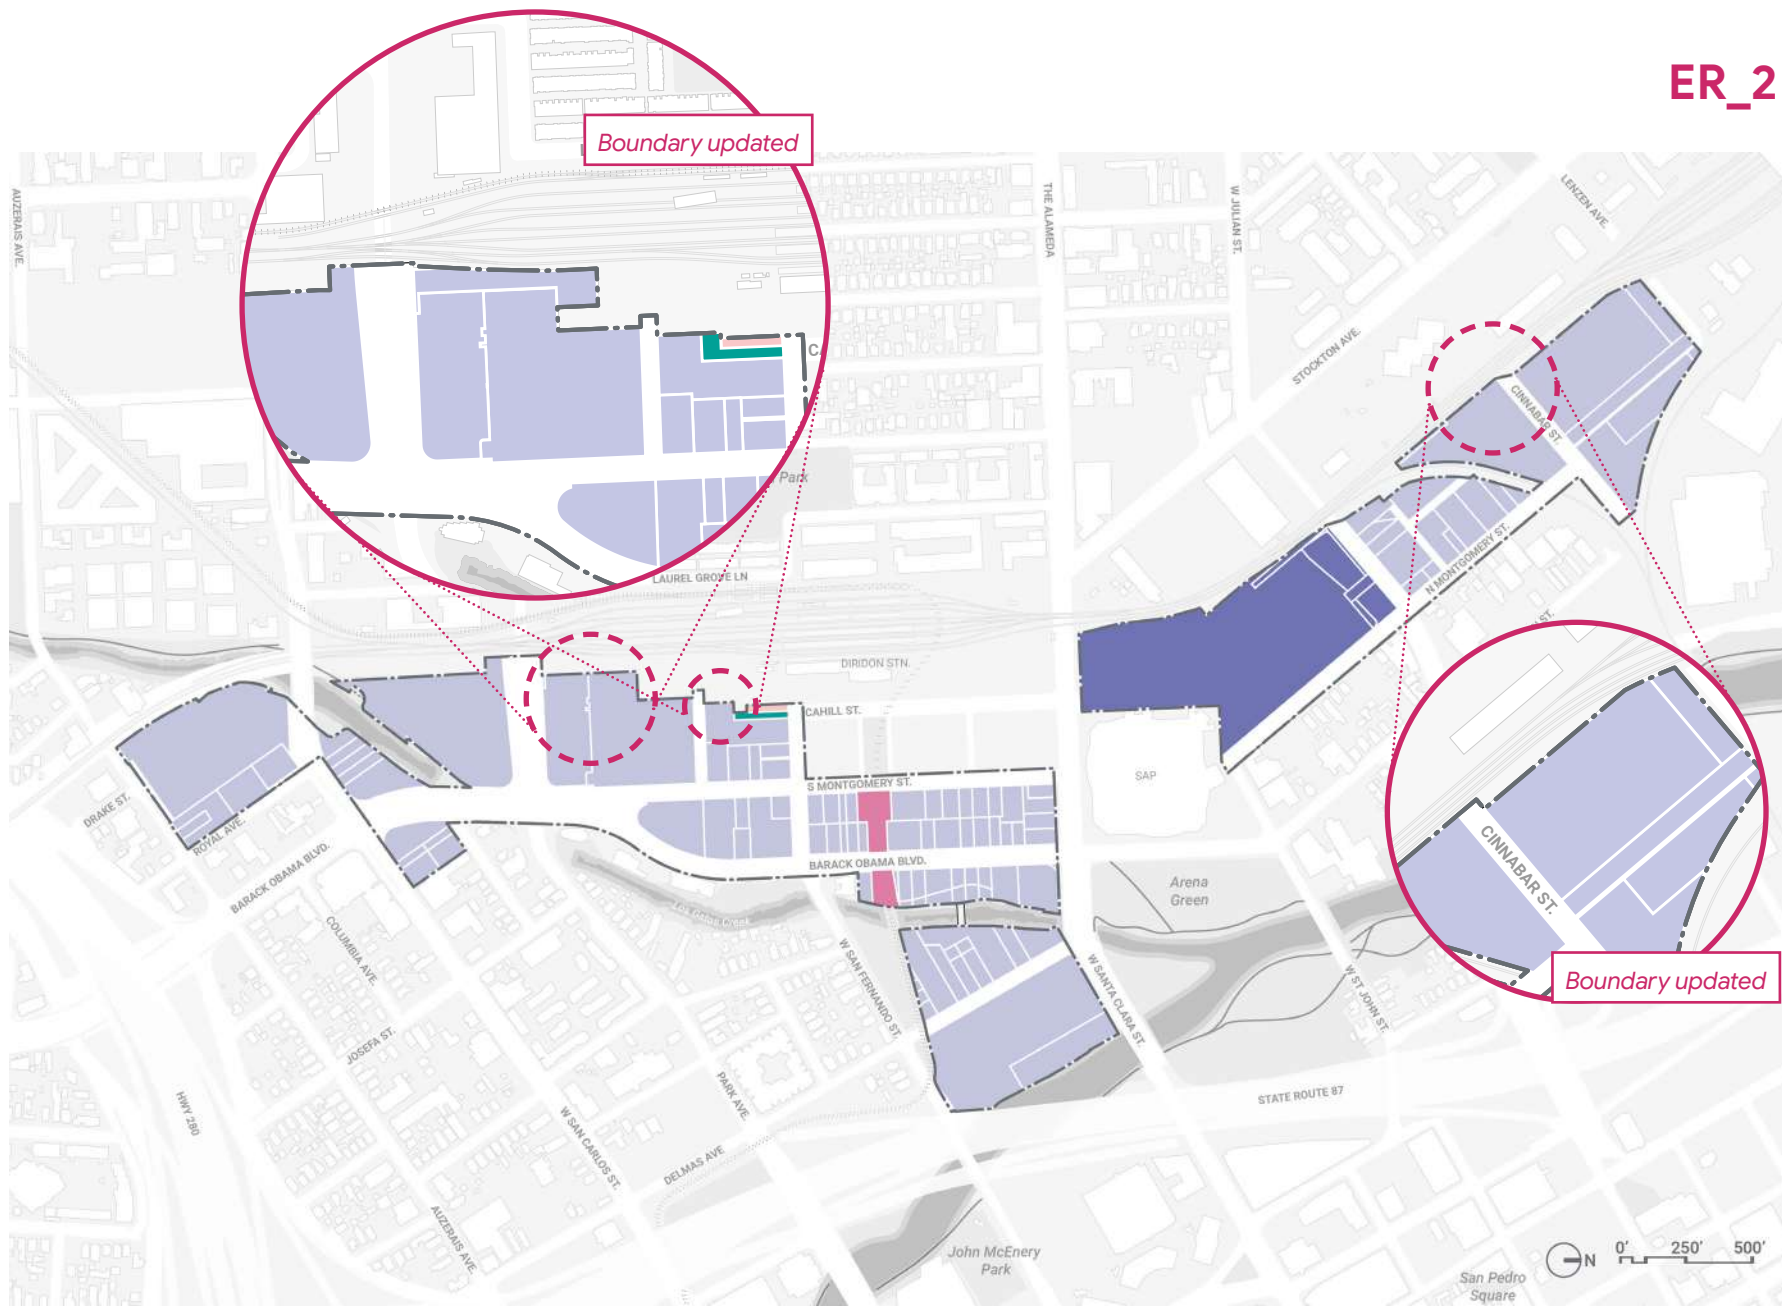 ER_2
Boundary updated
AUZERAIS AVE.
THE ALAMEDA
W JULIAN ST.
LENZEN AVE.
STOCKTON AVE.
CINNABAR ST.
Park
LAUREL GROVE LN
N MONTGOMERY ST.
DIRIDON STN.
CAHILL ST.
SAP
S MONTGOMERY ST.
DRAKE ST.
ROYAL AVE.
BARACK OBAMA BLVD.
BARACK OBAMA BLVD.
CINNABAR ST.
Arena
Green
Los Gatos Creek
COLUMBIA AVE.
W SAN FERNANDO ST.
W SANTA CLARA ST.
W ST JOHN ST.
Boundary updated
JOSEFA ST.
HWY 280
PARK AVE.
STATE ROUTE 87
W SAN CARLOS ST.
DELMAS AVE
AUZERAIS AVE.
John McEnery
Park
San Pedro
Square
N
0' 250' 500'